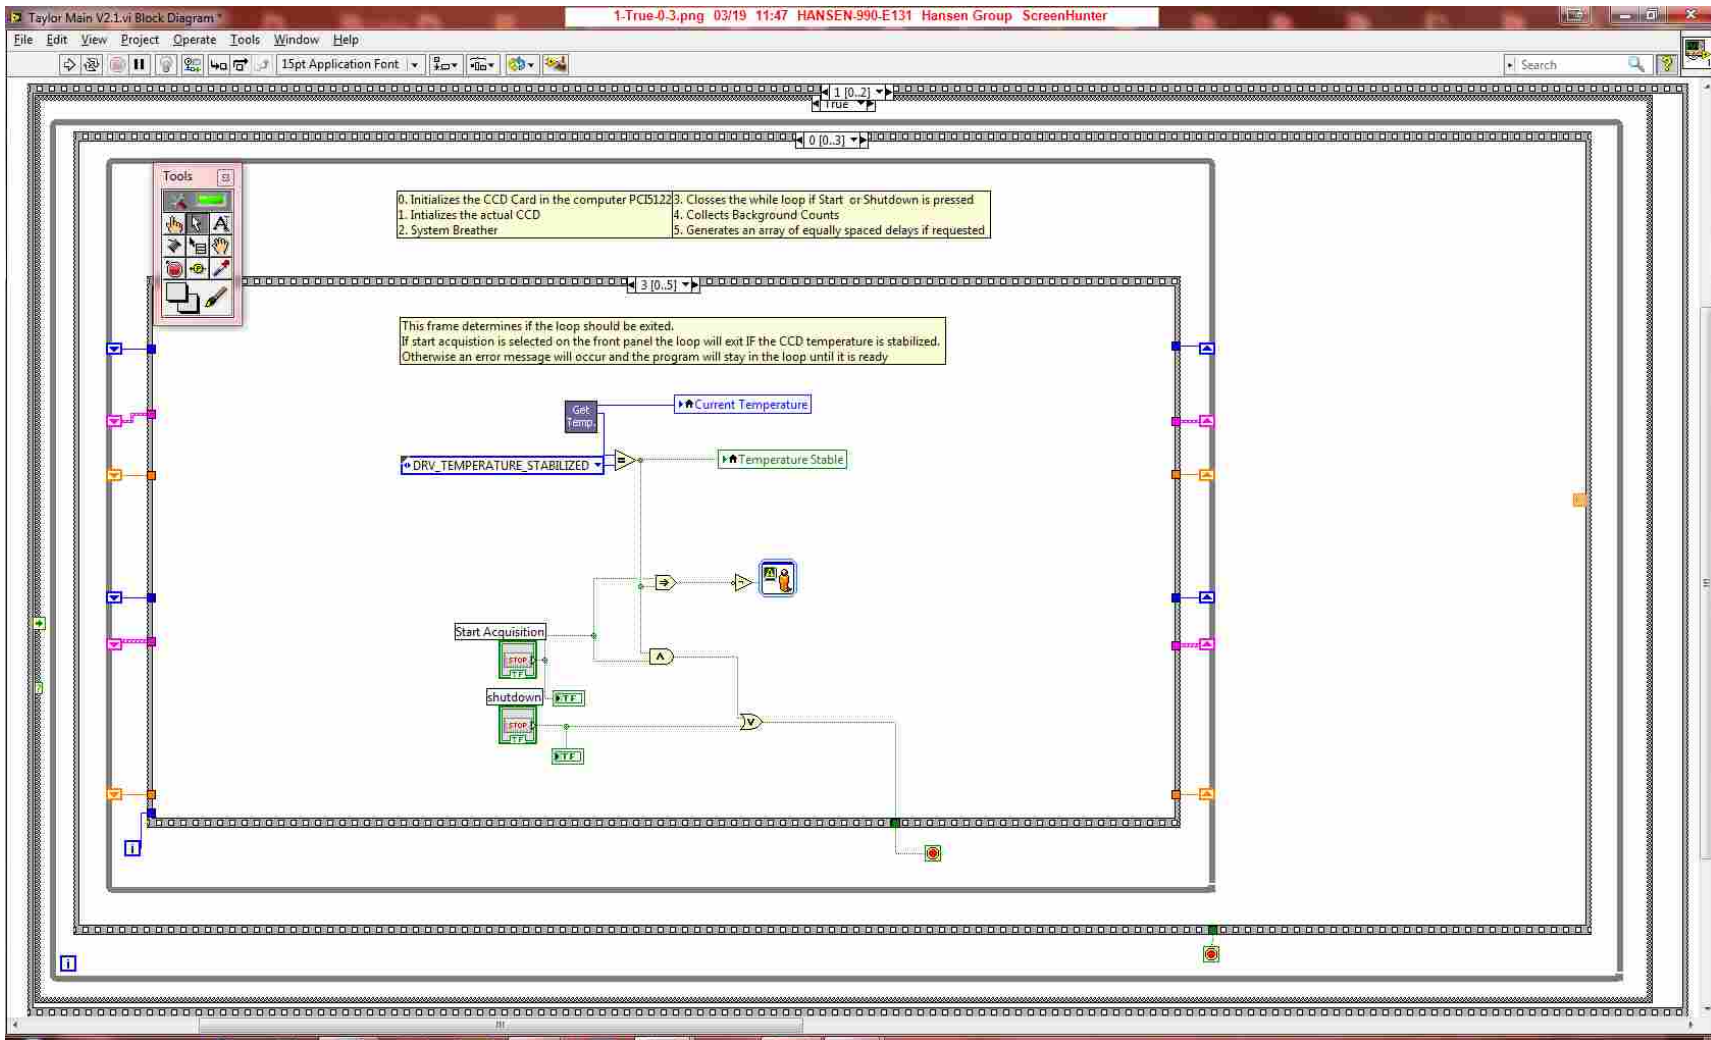 Taylor Main V2.1.vi Block Diagram *
1-True-0-3.png 03/19 11:47 HANSEN-990-E131 Hansen Group ScreenHunter
File Edit View Project Operate Tools Window Help
15pt Application Font
Search
1 [0..2]
True
0 [0..3]
Tools
0. Initializes the CCD Card in the computer PCI5122
1. Intializes the actual CCD
2. System Breather
3. Closses the while loop if Start or Shutdown is pressed
4. Collects Background Counts
5. Generates an array of equally spaced delays if requested
3 [0..5]
This frame determines if the loop should be exited.
If start acquistion is selected on the front panel the loop will exit IF the CCD temperature is stabilized.
Otherwise an error message will occur and the program will stay in the loop until it is ready
Get
Temp.
Current Temperature
DRV_TEMPERATURE_STABILIZED
=
Temperature Stable
Start Acquisition
STOP
TF
shutdown
TF
STOP
TF
TF
i
i